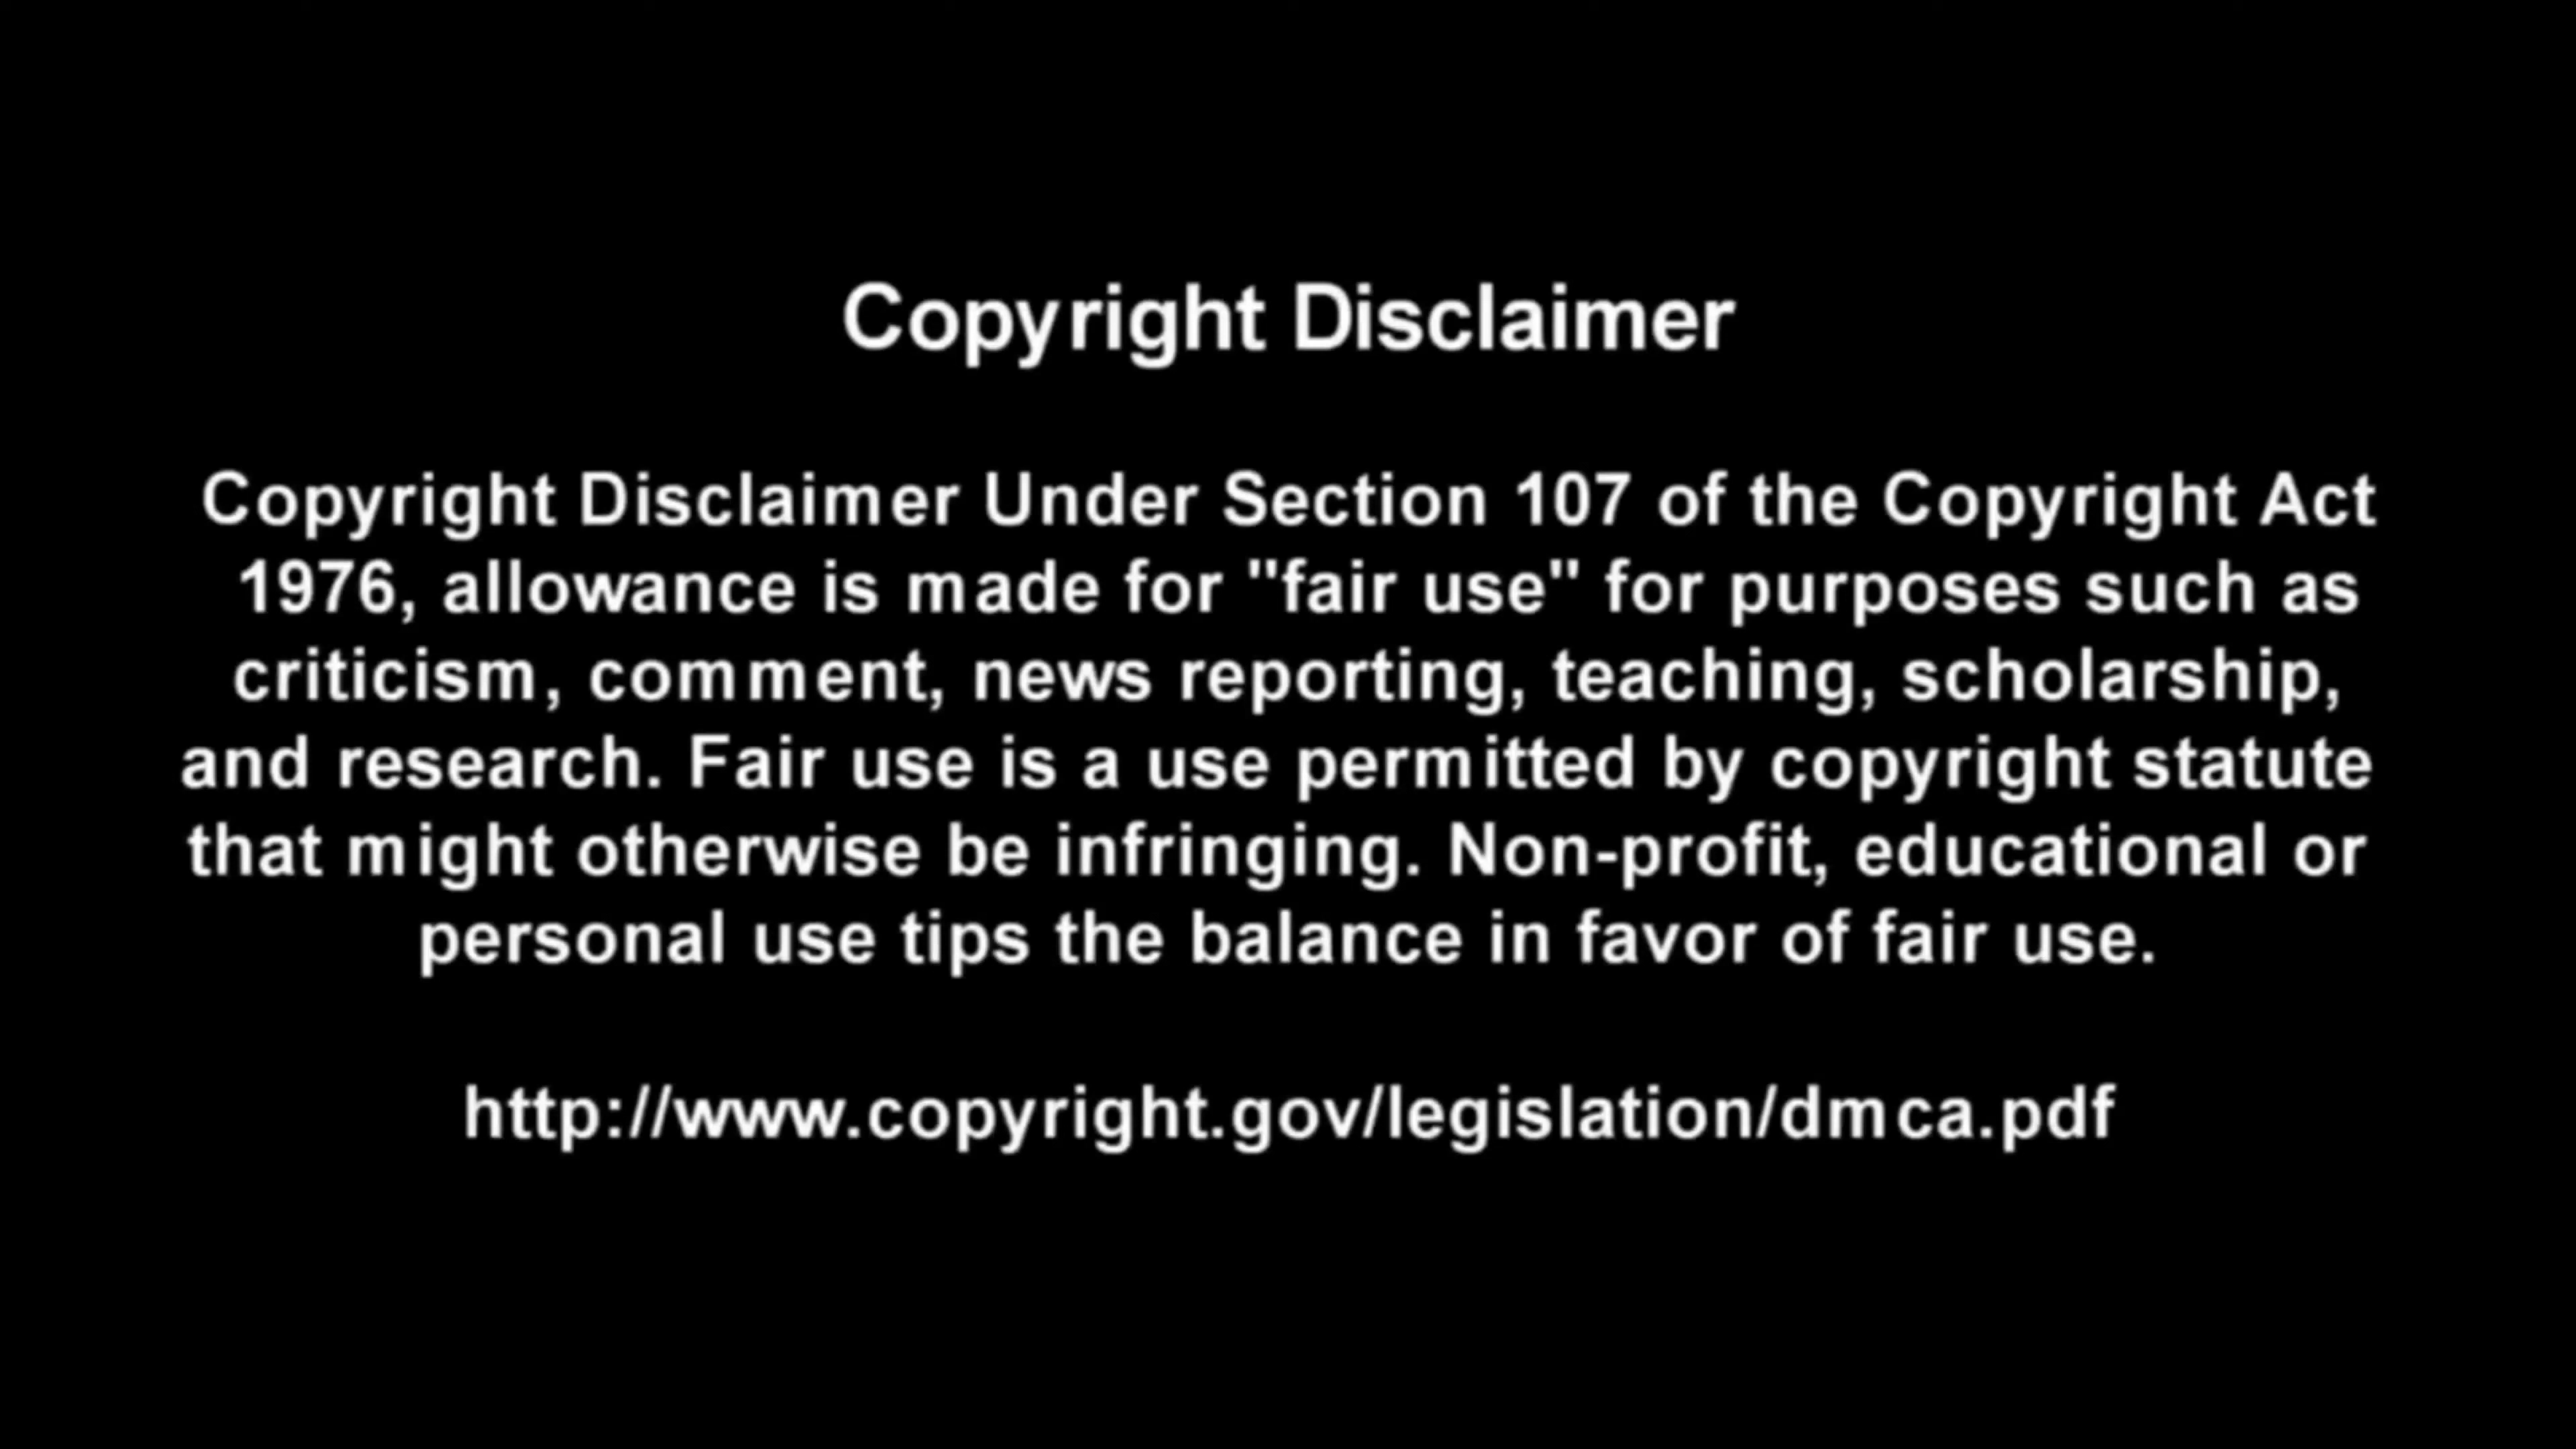 Copyright Disclaimer
Copyright Disclaimer Under Section 107 of the Copyright Act
1976, allowance is made for "fair use" for purposes such as
criticism, comment, news reporting, teaching, scholarship,
and research. Fair use is a use permitted by copyright statute
that might otherwise be infringing. Non-profit, educational or
personal use tips the balance in favor of fair use.
http://www.copyright.gov/legislation/dmca.pdf